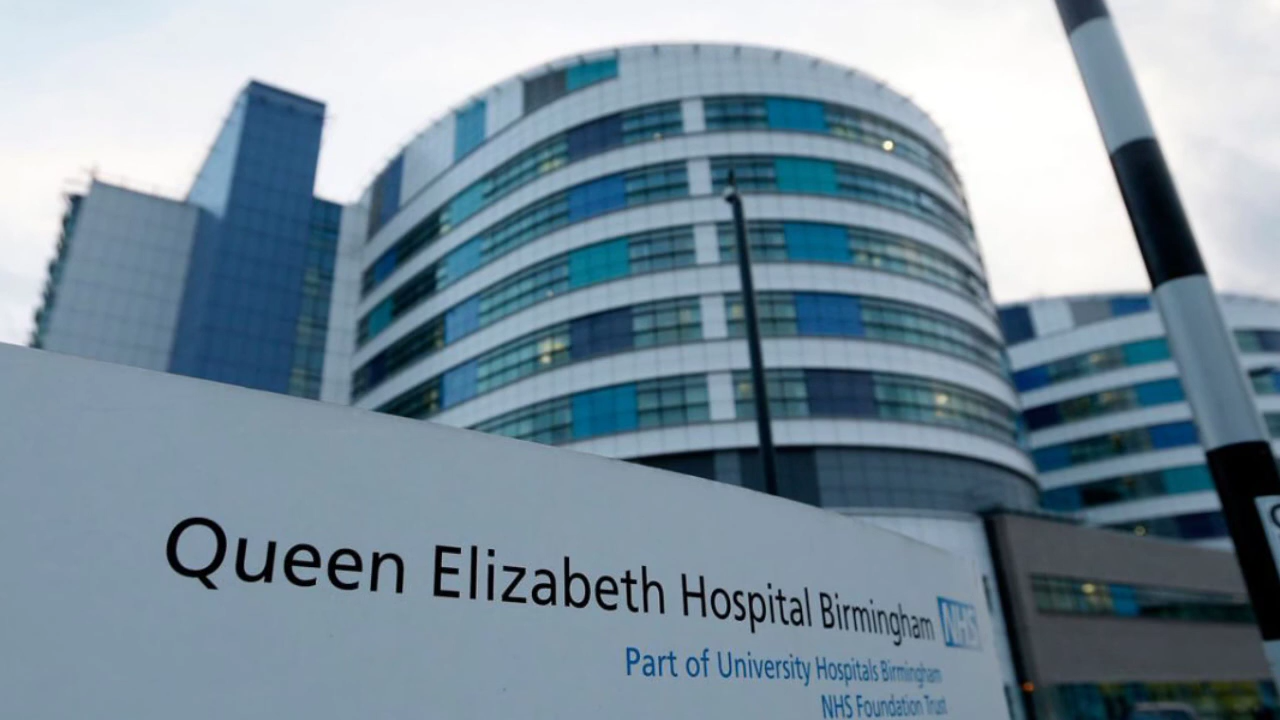 Queen Elizabeth Hospital Birmingham NHS
Part of University Hospitals Birmingham
NHS Foundation Trust